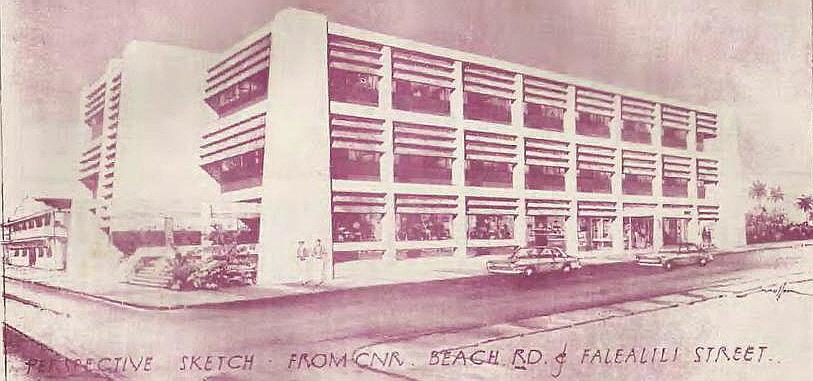 PERSPECTIVE SKETCH · FROM CNR. BEACH RD. & FALEALILI STREET..